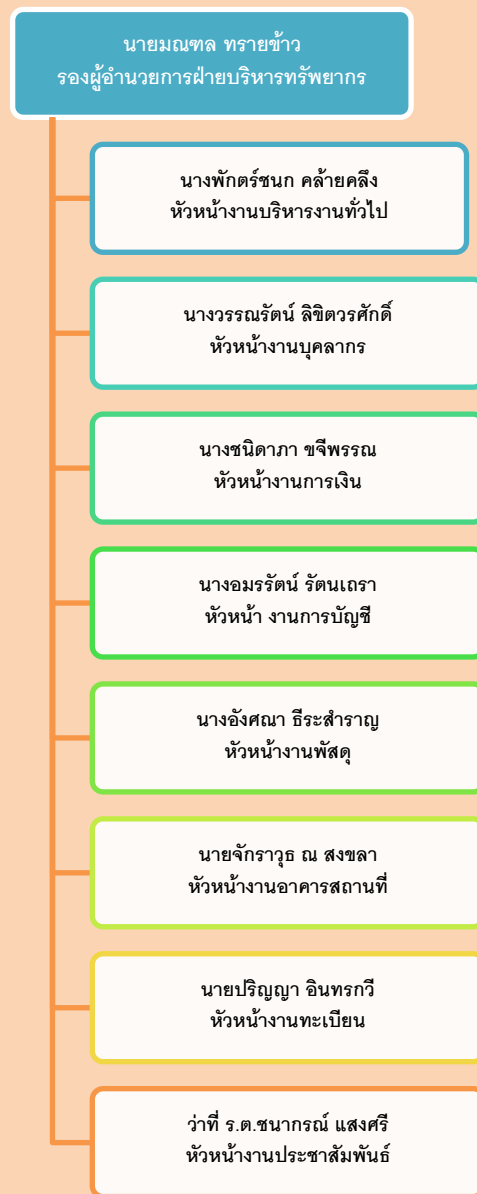 นายมณฑล ทรายข้าว
รองผู้อำนวยการฝ่ายบริหารทรัพยากร
นางพักตร์ชนก คล้ายคลึง
หัวหน้างานบริหารงานทั่วไป
นางวรรณรัตน์ ลิขิตวรศักดิ์
หัวหน้างานบุคลากร
นางชนิดาภา ขจีพรรณ
หัวหน้างานการเงิน
นางอมรรัตน์ รัตนเถรา
หัวหน้า งานการบัญชี
นางอังศณา ธีระสำราญ
หัวหน้างานพัสดุ
นายจักราวุธ ณ สงขลา
หัวหน้างานอาคารสถานที่
นายปริญญา อินทรกวี
หัวหน้างานทะเบียน
ว่าที่ ร.ต.ชนากรณ์ แสงศรี
หัวหน้างานประชาสัมพันธ์